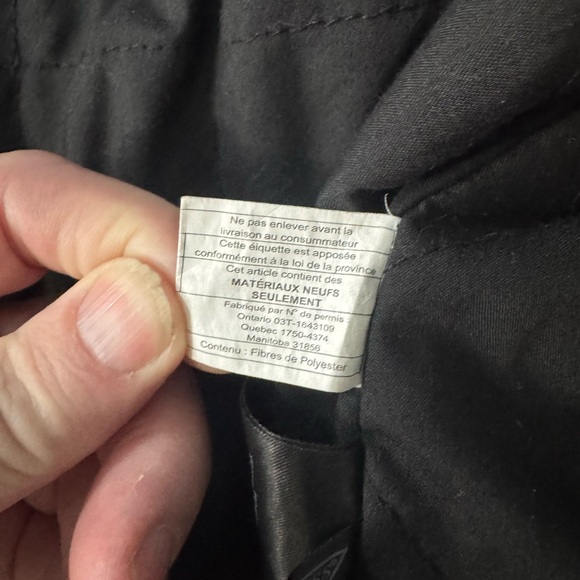 Ne pas enlever avant la
livraison au consommateur
Cette éiquette est apposée
conformément à la loi de la province
Cet article contient des
MATÉRIAUX NEUFS
SEULEMENT
Fabriqué par N° de permis
Ontario 03T-1643109
Quebec 1750-4374
Manitoba 31856
Contenu : Fibres de Polyester